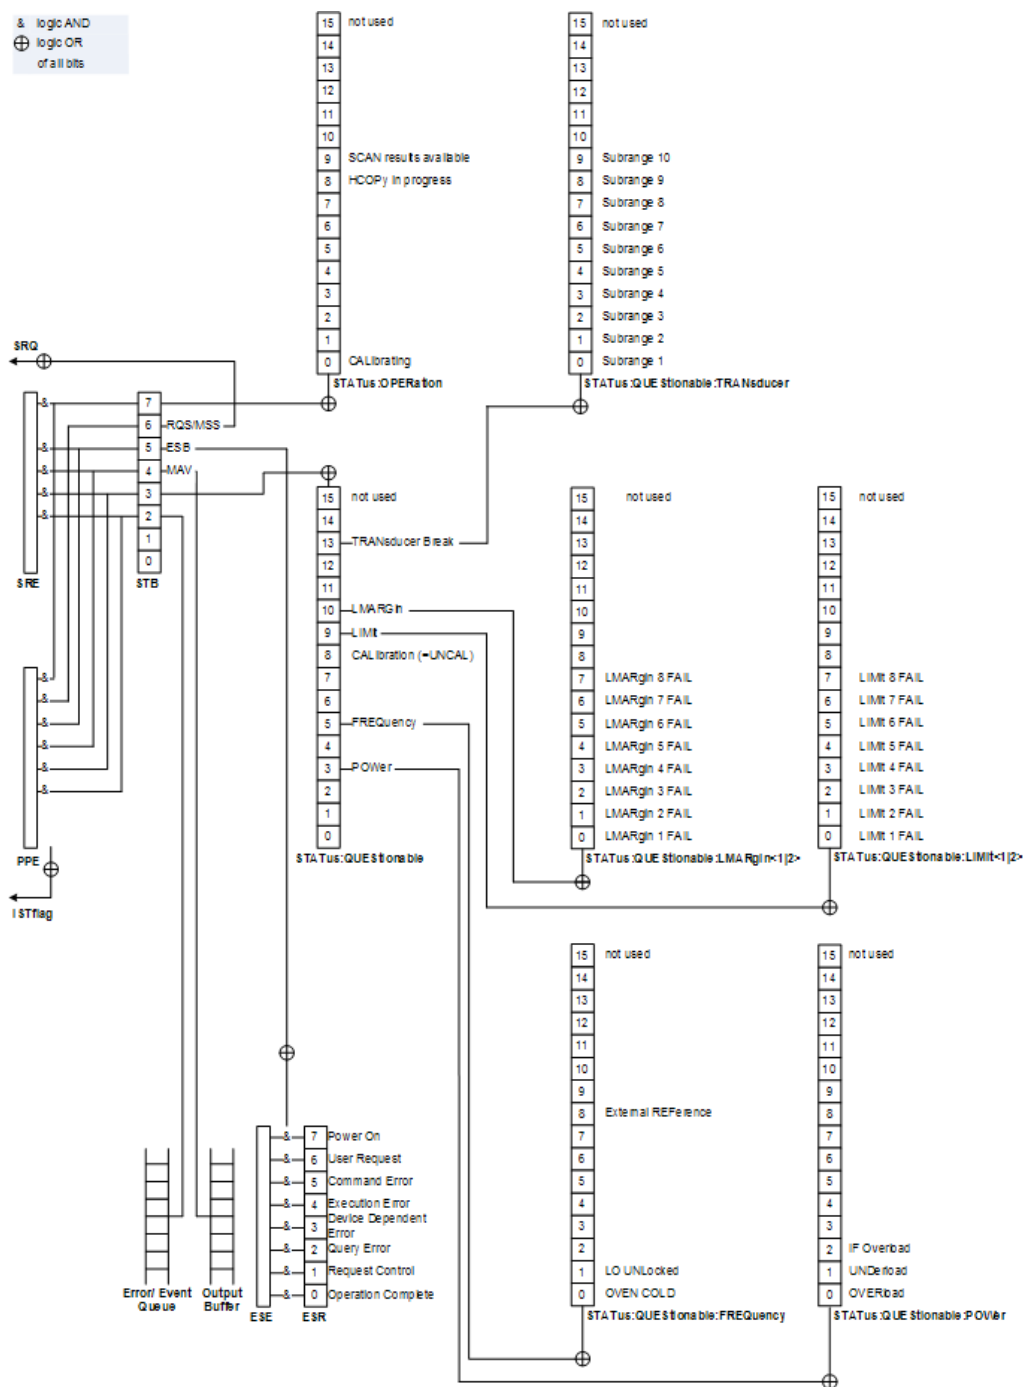 & logic AND
⊕ logic OR
of all bits
15 not used
14
13
12
11
10
9 SCAN results available
8 HCOPy in progress
7
6
5
4
3
2
1
0 CALibrating
STATus:OPERation
15 not used
14
13
12
11
10
9 Subrange 10
8 Subrange 9
7 Subrange 8
6 Subrange 7
5 Subrange 6
4 Subrange 5
3 Subrange 4
2 Subrange 3
1 Subrange 2
0 Subrange 1
STATus:QUEStionable:TRANsducer
SRQ
&
&
&
&
&
SRE
7
6 RQS/MSS
5 ESB
4 MAV
3
2
1
0
STB
&
&
&
&
&
&
PPE
ISTflag
15 not used
14
13 TRANsducer Break
12
11
10 LMARGin
9 LIMit
8 CALibration (=UNCAL)
7
6
5 FREQuency
4
3 POWer
2
1
0
STATus:QUEStionable
15 not used
14
13
12
11
10
9
8
7 LMARgin 8 FAIL
6 LMARgin 7 FAIL
5 LMARgin 6 FAIL
4 LMARgin 5 FAIL
3 LMARgin 4 FAIL
2 LMARgin 3 FAIL
1 LMARgin 2 FAIL
0 LMARgin 1 FAIL
STATus:QUEStionable:LMARgin<1|2>
15 not used
14
13
12
11
10
9
8
7 LIMit 8 FAIL
6 LIMit 7 FAIL
5 LIMit 6 FAIL
4 LIMit 5 FAIL
3 LIMit 4 FAIL
2 LIMit 3 FAIL
1 LIMit 2 FAIL
0 LIMit 1 FAIL
STATus:QUEStionable:LIMit<1|2>
Error/ Event
Queue
Output
Buffer
&
&
&
&
&
&
&
&
ESE
7 Power On
6 User Request
5 Command Error
4 Execution Error
3 Device Dependent
Error
2 Query Error
1 Request Control
0 Operation Complete
ESR
15 not used
14
13
12
11
10
9
8 External REFerence
7
6
5
4
3
2
1 LO UNLocked
0 OVEN COLD
STATus:QUEStionable:FREQuency
15 not used
14
13
12
11
10
9
8
7
6
5
4
3
2 IF Overload
1 UNDerload
0 OVERload
STATus:QUEStionable:POWer